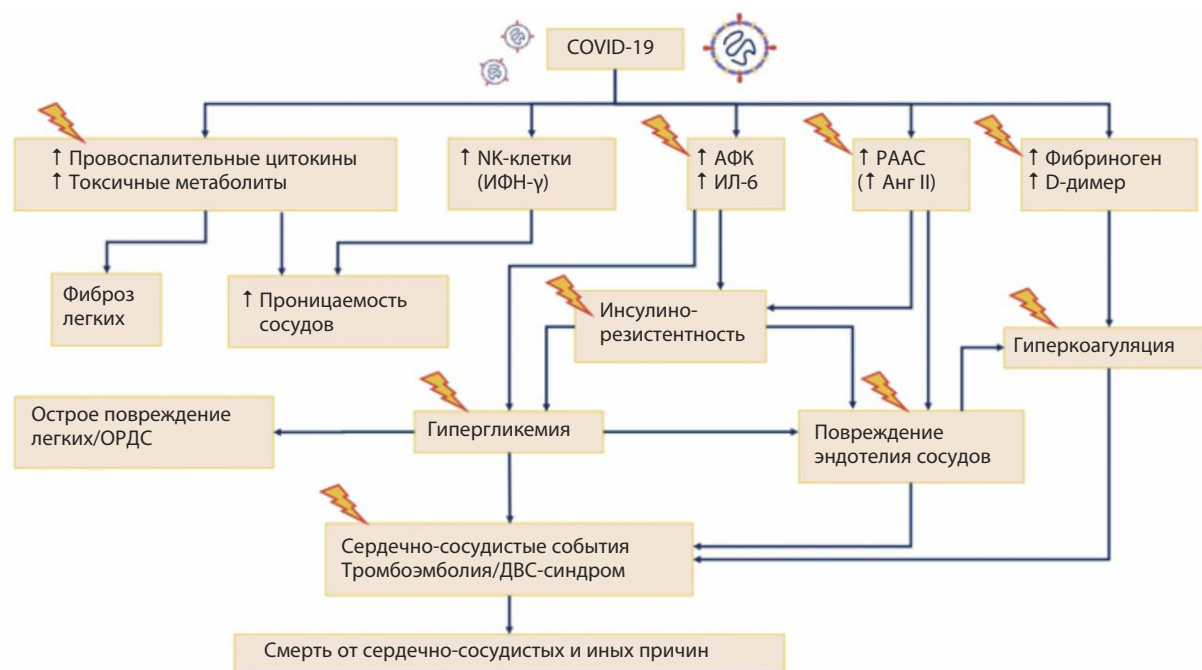 COVID-19
↑ Провоспалительные цитокины
↑ Токсичные метаболиты
↑ NK-клетки
(ИФН-γ)
↑ АФК
↑ ИЛ-6
↑ РААС
(↑ Анг II)
↑ Фибриноген
↑ D-димер
Фиброз
легких
↑ Проницаемость
сосудов
Инсулино-
резистентность
Гиперкоагуляция
Острое повреждение
легких/ОРДС
Гипергликемия
Повреждение
эндотелия сосудов
Сердечно-сосудистые события
Тромбоэмболия/ДВС-синдром
Смерть от сердечно-сосудистых и иных причин